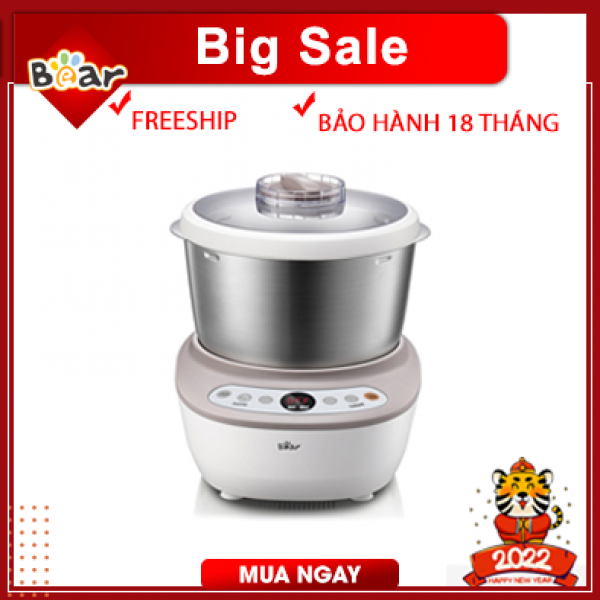 Big Sale
Bear
FREESHIP
BẢO HÀNH 18 THÁNG
Bear
2022
HAPPY NEW YEAR
MUA NGAY